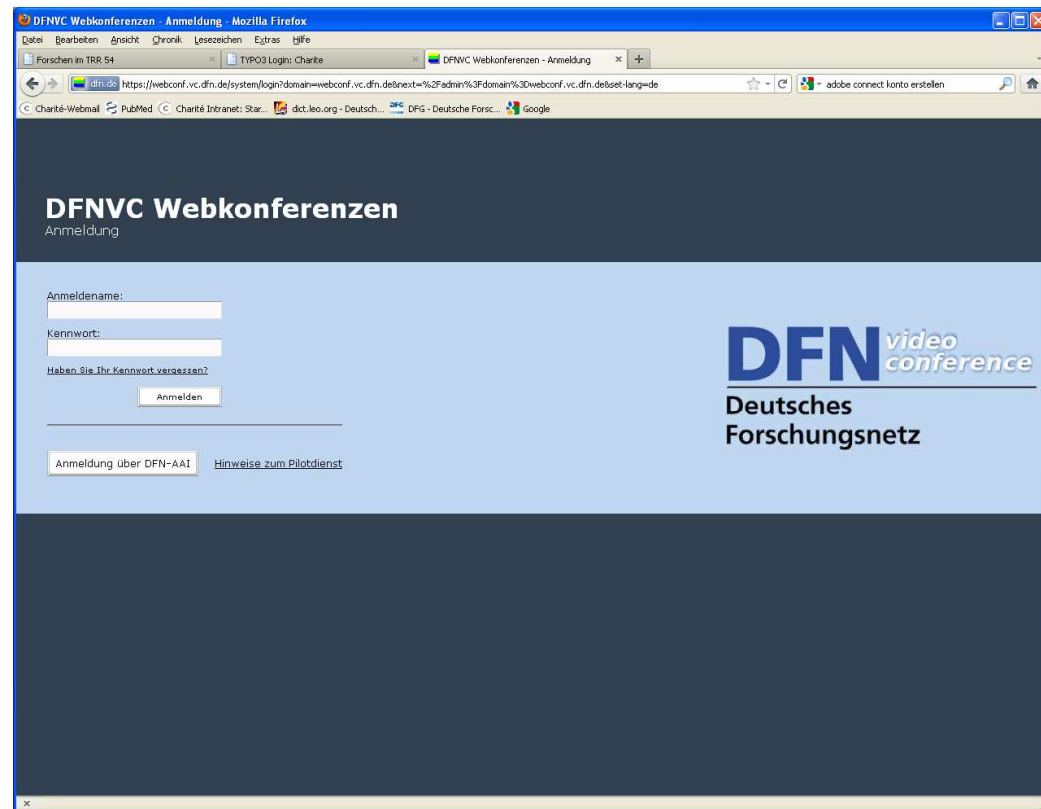 DFNVC Webkonferenzen - Anmeldung - Mozilla Firefox
Datei Bearbeiten Ansicht Chronik Lesezeichen Extras Hilfe
Forschen im TRR 54 TYPO3 Login: Charite DFNVC Webkonferenzen - Anmeldung
dfn.de https://webconf.vc.dfn.de/system/login?domain=webconf.vc.dfn.de&next=%2Fadmin%3Fdomain%3Dwebconf.vc.dfn.de&set-lang=de adobe connect konto erstellen
Charité-Webmail PubMed Charité Intranet: Star... dict.leo.org - Deutsch... DFG DFG - Deutsche Forsc... Google
DFNVC Webkonferenzen
Anmeldung
Anmeldename:
Kennwort:
Haben Sie Ihr Kennwort vergessen?
Anmelden
Anmeldung über DFN-AAI Hinweise zum Pilotdienst
DFN video conference
Deutsches
Forschungsnetz